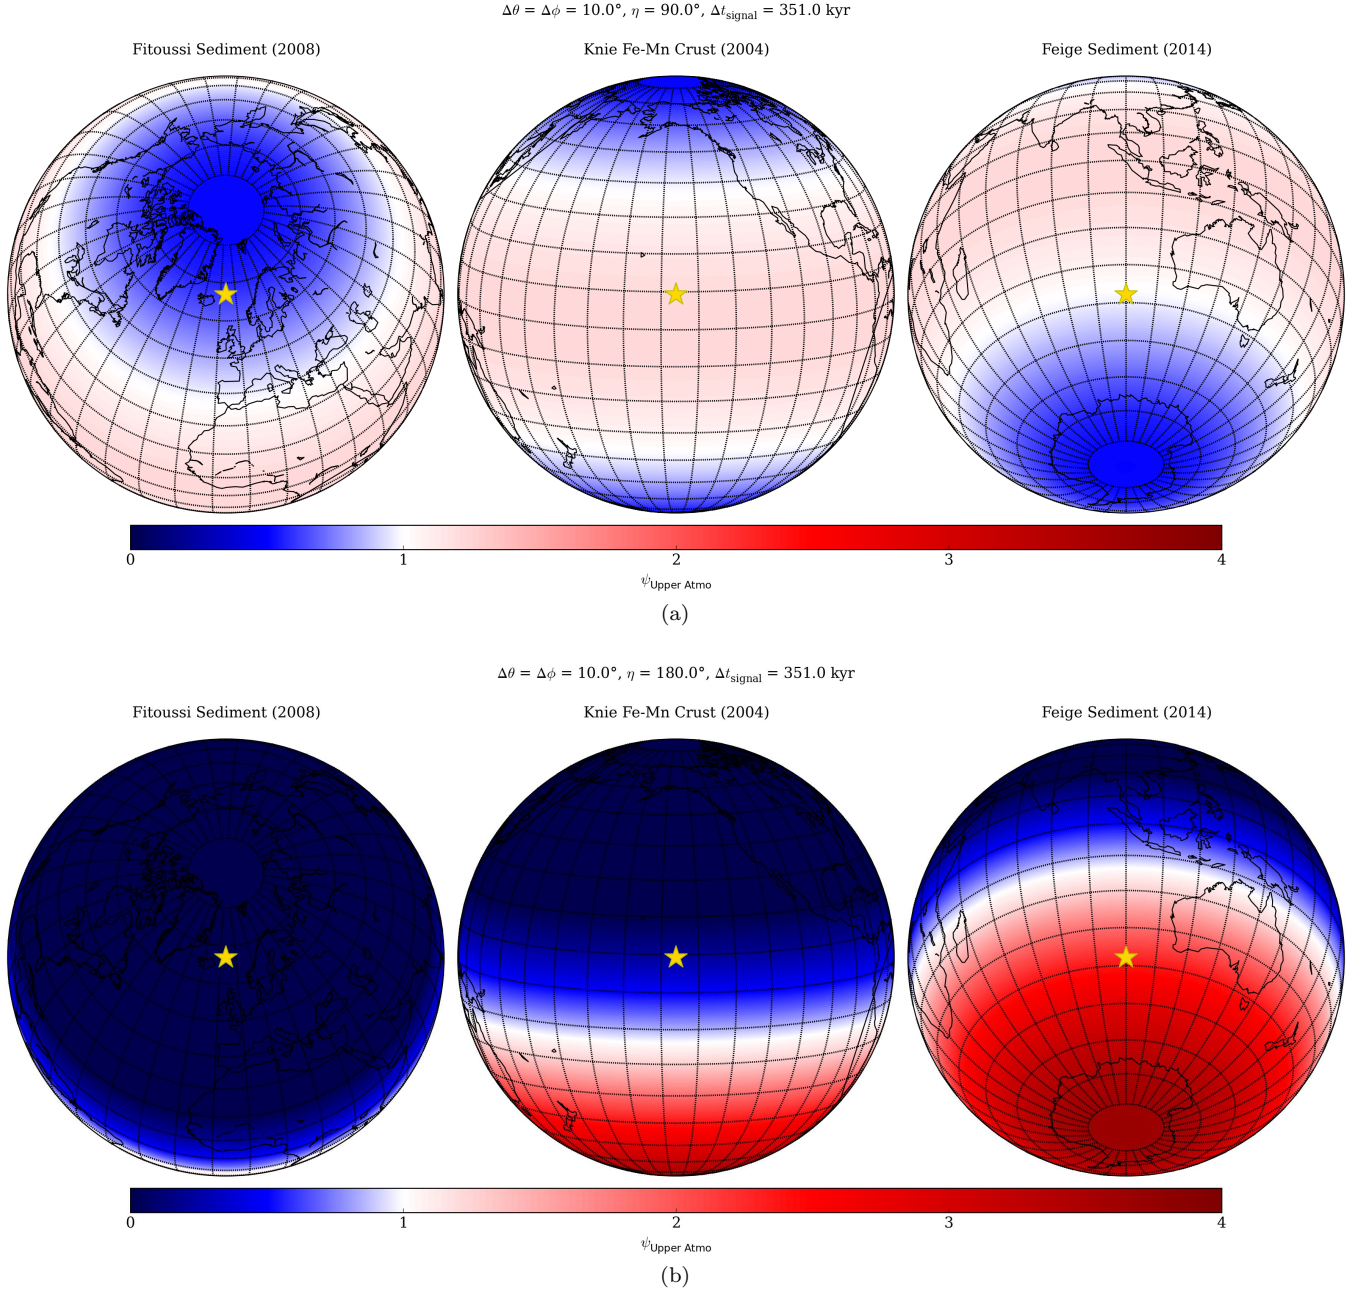 Δθ = Δϕ = 10.0°, η = 90.0°, Δt_signal = 351.0 kyr
Fitoussi Sediment (2008)
Knie Fe-Mn Crust (2004)
Feige Sediment (2014)
0 1 2 3 4
ψ_Upper Atmo
(a)
Δθ = Δϕ = 10.0°, η = 180.0°, Δt_signal = 351.0 kyr
Fitoussi Sediment (2008)
Knie Fe-Mn Crust (2004)
Feige Sediment (2014)
0 1 2 3 4
ψ_Upper Atmo
(b)